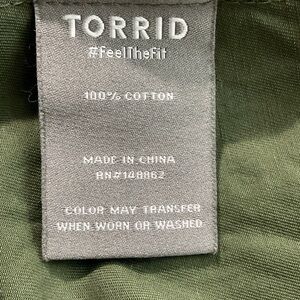 TORRID
#FeelTheFit
100% COTTON
MADE IN CHINA
RN#148862
COLOR MAY TRANSFER
WHEN WORN OR WASHED